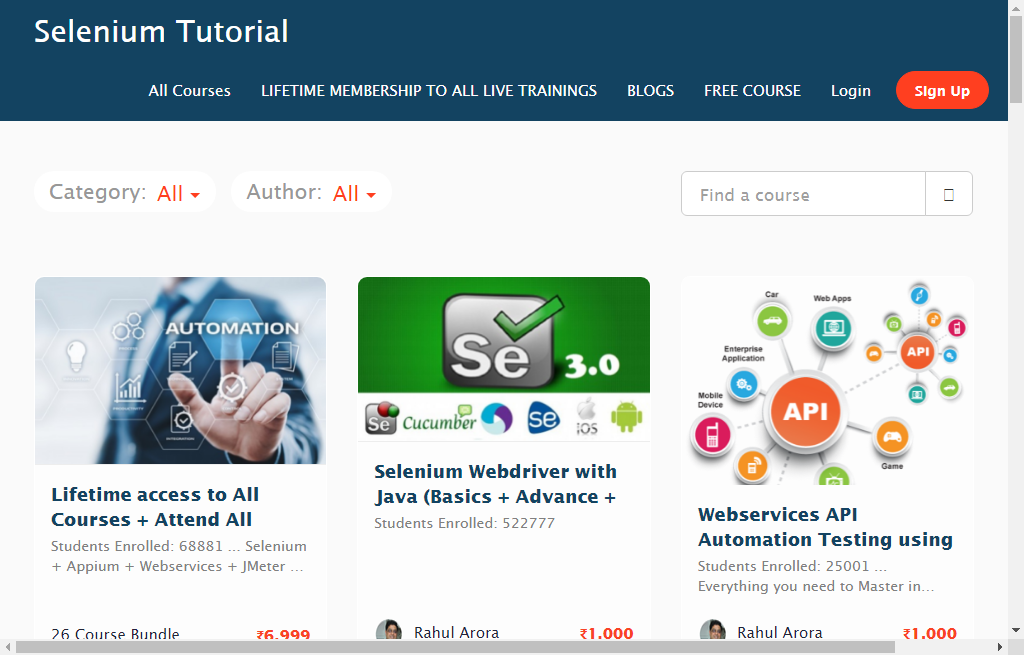 Selenium Tutorial
All Courses LIFETIME MEMBERSHIP TO ALL LIVE TRAININGS BLOGS FREE COURSE Login Sign Up
Category: All Author: All Find a course
AUTOMATION
Se 3.0
Se Cucumber Se iOS
Car
Web Apps
Enterprise
Application
Mobile
Device
API
API
Game
Lifetime access to All
Courses + Attend All
Students Enrolled: 68881 ... Selenium
+ Appium + Webservices + JMeter ...
26 Course Bundle ₹6,999
Selenium Webdriver with
Java (Basics + Advance +
Students Enrolled: 522777
Rahul Arora ₹1,000
Webservices API
Automation Testing using
Students Enrolled: 25001 ...
Everything you need to Master in...
Rahul Arora ₹1,000